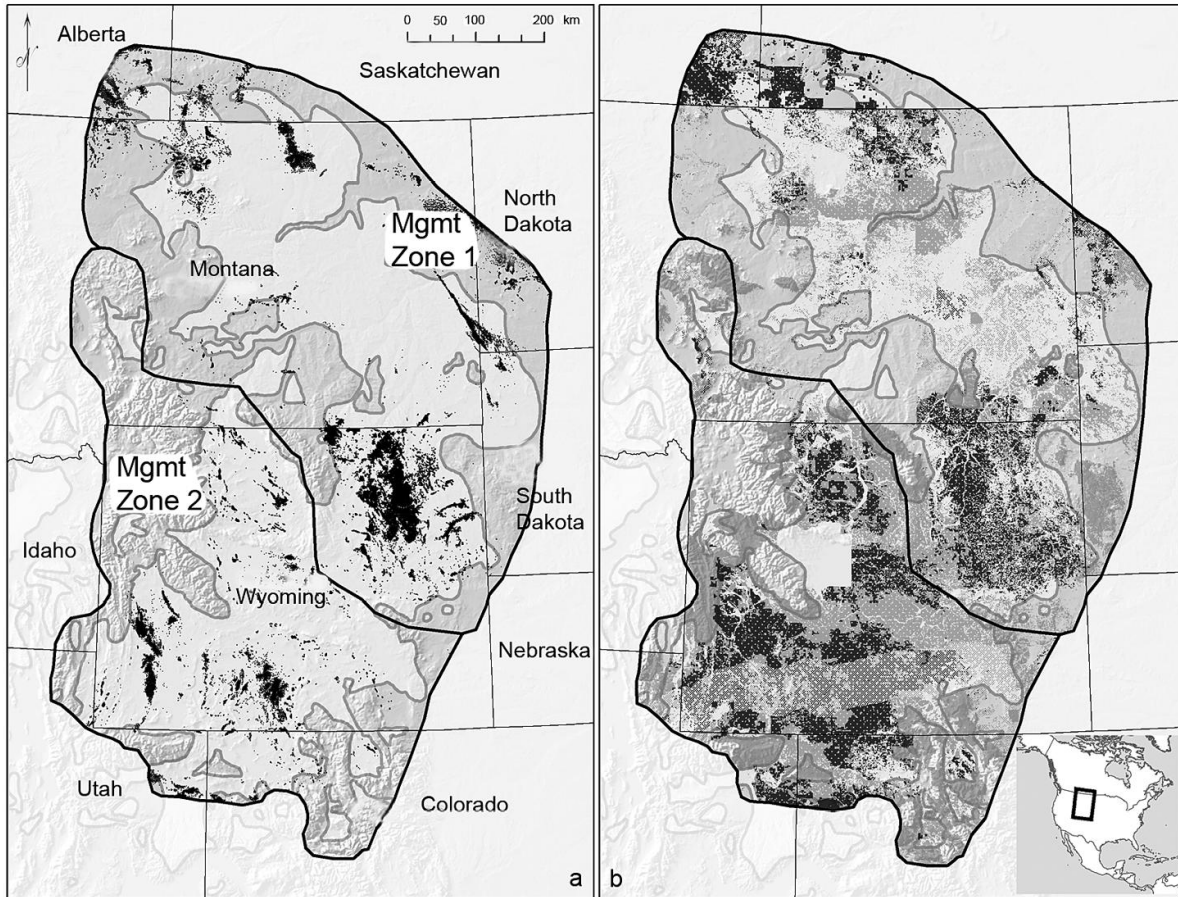 Alberta
0 50 100 200 km
Saskatchewan
North
Dakota
Mgmt
Zone 1
Montana
Mgmt
Zone 2
South
Dakota
Idaho
Wyoming
Nebraska
Utah
Colorado
a
b